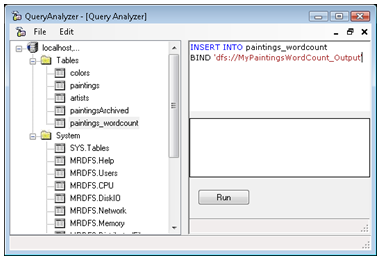 QueryAnalyzer - [Query Analyzer]
File Edit
localhost,...
Tables
colors
paintings
artists
paintingsArchived
paintings_wordcount
System
SYS.Tables
MRDFS.Help
MRDFS.Users
MRDFS.CPU
MRDFS.DiskIO
MRDFS.Network
MRDFS.Memory
INSERT INTO paintings_wordcount
BIND 'dfs://MyPaintingsWordCount_Output'
Run